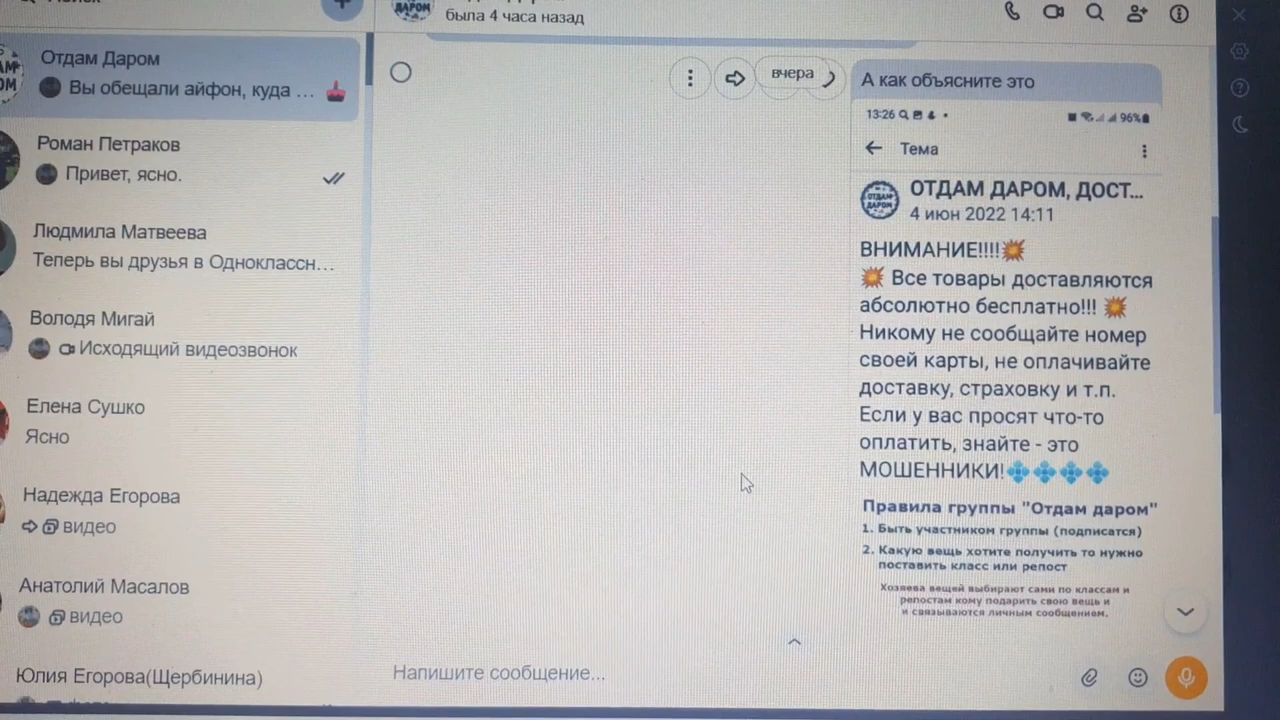 была 4 часа назад
Отдам Даром
Вы обещали айфон, куда ...
Роман Петраков
Привет, ясно.
Людмила Матвеева
Теперь вы друзья в Одноклассн...
Володя Мигай
Исходящий видеозвонок
Елена Сушко
Ясно
Надежда Егорова
видео
Анатолий Масалов
видео
Юлия Егорова(Щербинина)
вчера
А как объясните это
13:26
96%
Тема
ОТДАМ ДАРОМ, ДОСТ...
4 июн 2022 14:11
ВНИМАНИЕ!!!!💥
💥 Все товары доставляются
абсолютно бесплатно!!! 💥
Никому не сообщайте номер
своей карты, не оплачивайте
доставку, страховку и т.п.
Если у вас просят что-то
оплатить, знайте - это
МОШЕННИКИ!💠💠💠💠
Правила группы "Отдам даром"
1. Быть участником группы (подписатся)
2. Какую вещь хотите получить то нужно
поставить класс или репост
Хозяева вещей выбирают сами по классам и
репостам кому подарить свою вещь и
и связываются личным сообщением.
Напишите сообщение...